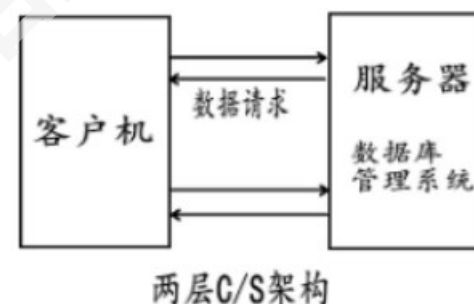 客户机
数据请求
服务器
数据库
管理系统
两层C/S架构